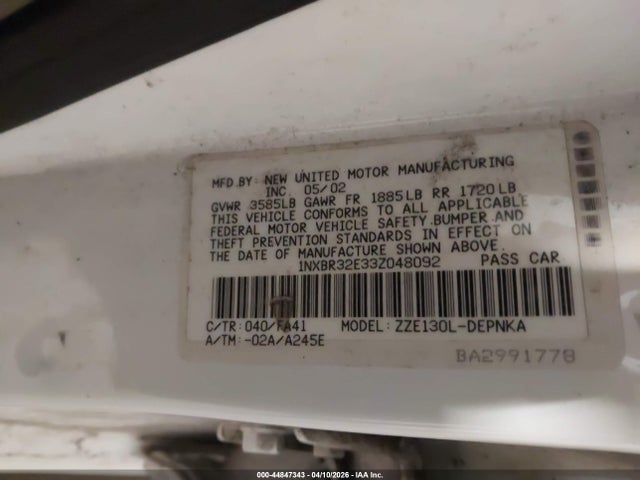 MFD.BY: NEW UNITED MOTOR MANUFACTURING
INC. 05/02
GVWR 3585LB GAWR FR 1885LB RR 1720LB
THIS VEHICLE CONFORMS TO ALL APPLICABLE
FEDERAL MOTOR VEHICLE SAFETY,BUMPER,AND
THEFT PREVENTION STANDARDS IN EFFECT ON
THE DATE OF MANUFACTURE SHOWN ABOVE.
1NXBR32E33Z048092 PASS CAR
C/TR: 040/FA41 MODEL: ZZE130L-DEPNKA
A/TM: -02A/A245E
BA2991778
000-44847343 - 04/10/2026 - IAA Inc.